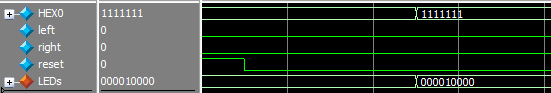 HEX0 1111111 1111111
left 0
right 0
reset 0
LEDs 000010000 000010000